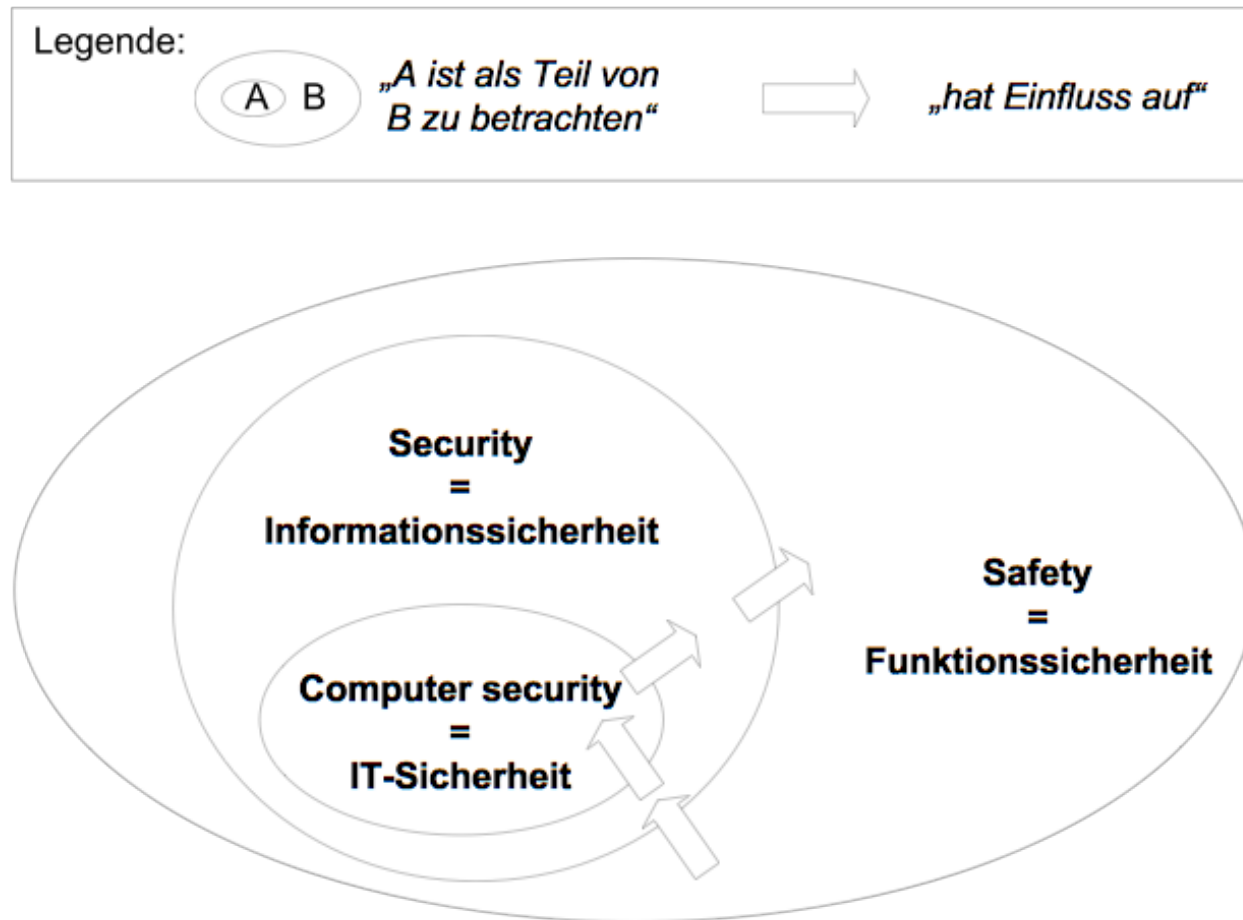 Legende:
A B
„A ist als Teil von
B zu betrachten“
„hat Einfluss auf“
Security
=
Informationssicherheit
Safety
=
Funktionssicherheit
Computer security
=
IT-Sicherheit